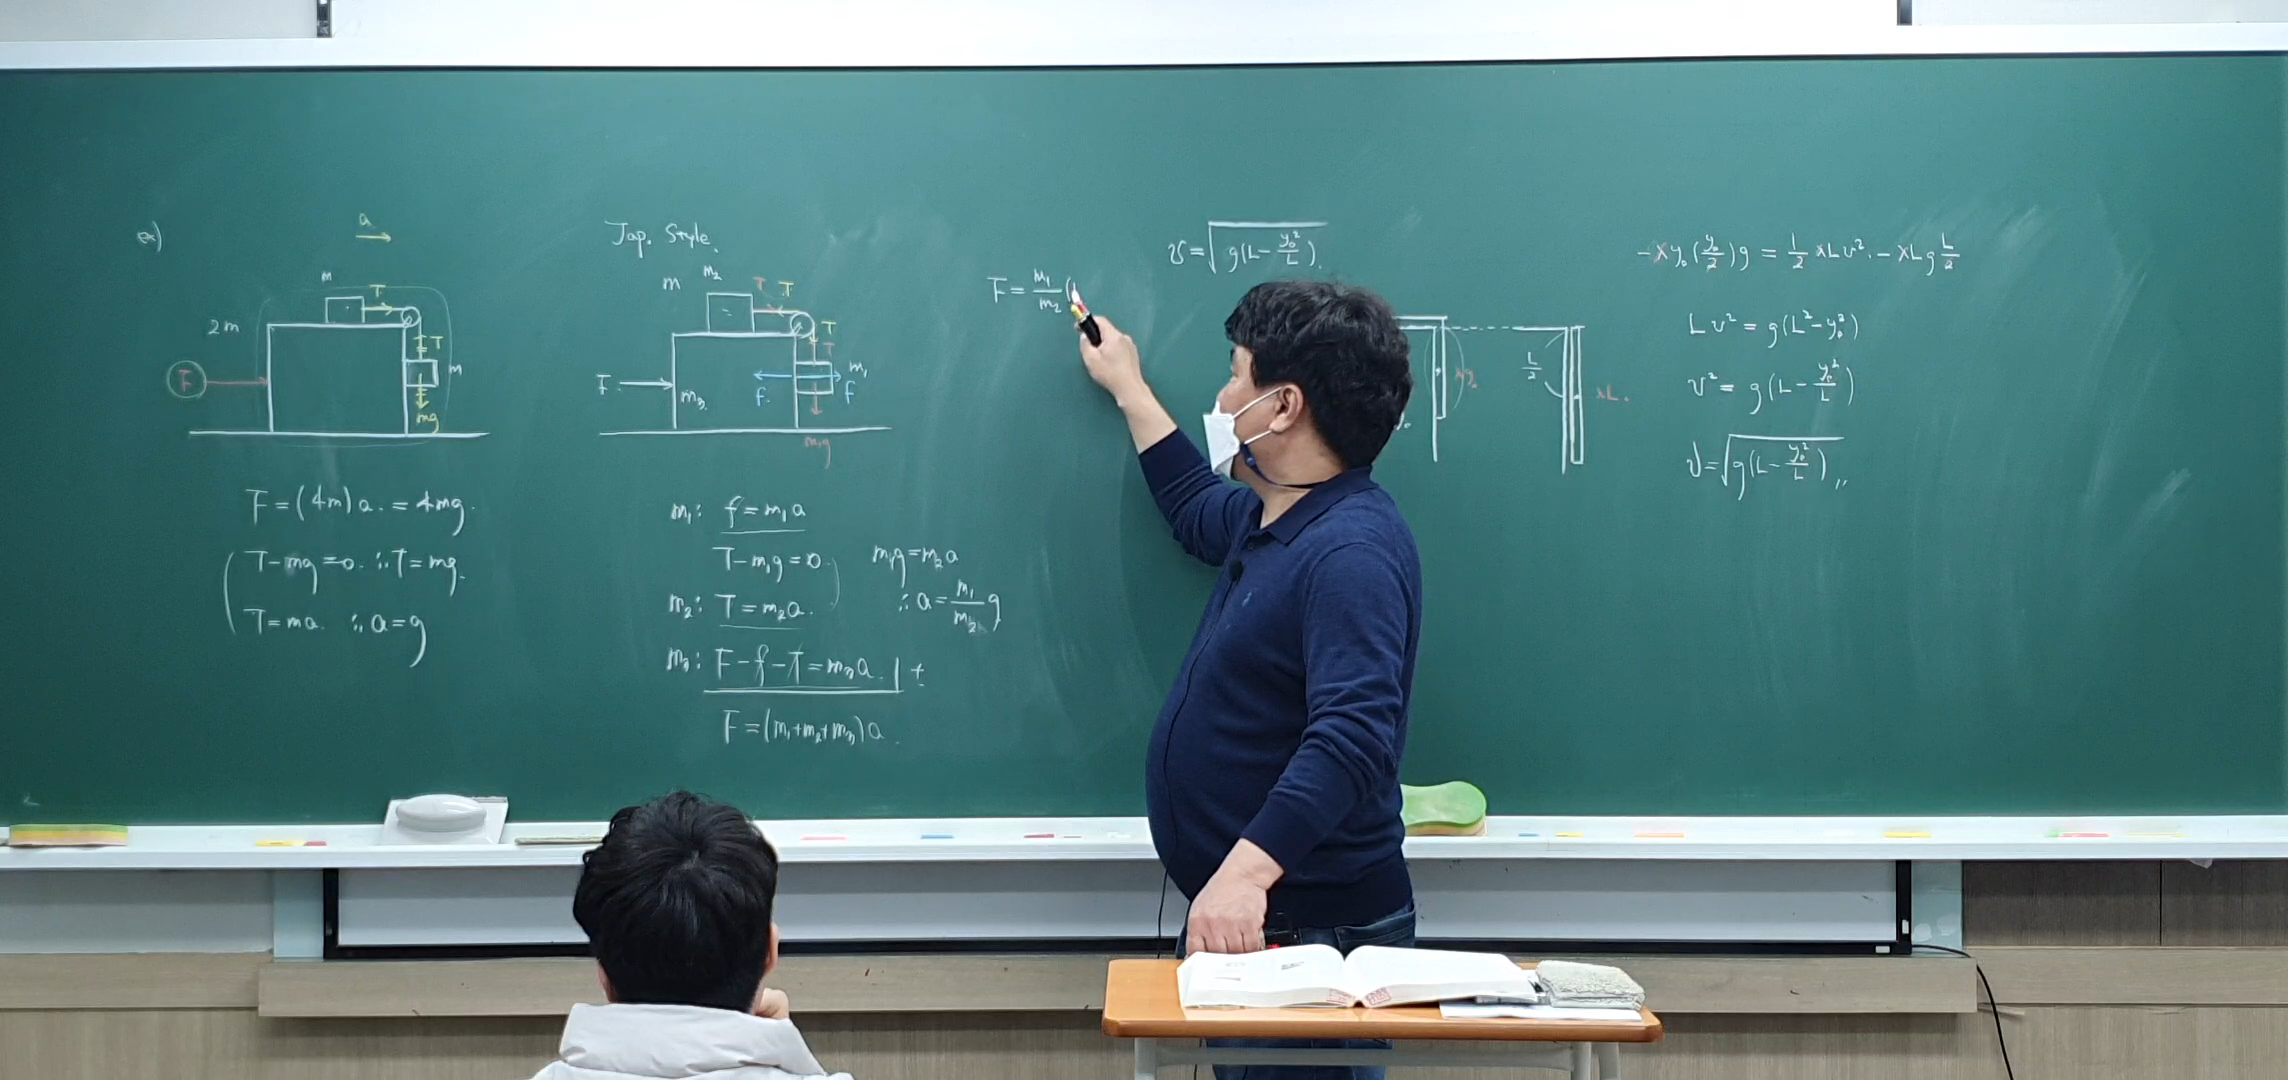 ex)
a
m
T
2m
F
T
m
mg
F=(4m)a.=4mg.
T-mg=0. ∴T=mg.
T=ma. ∴a=g
Jap. Style.
m
m₂
T
T
T
T
F
m₃
f
f
m₁
m₁g
m₁: f=m₁a
T-m₁g=0.
m₂: T=m₂a.
m₃: F-f-T=m₃a. +
F=(m₁+m₂+m₃)a.
m₁g=m₂a
∴a=m₁/m₂ g
F=m₁/m₂(
v=√g(L-y₀²/L).
L/2
xL.
-xy₀(y₀/2)g=1/2 xLv².-xLg L/2
Lv²=g(L²-y₀²)
v²=g(L-y₀²/L)
v=√g(L-y₀²/L),,